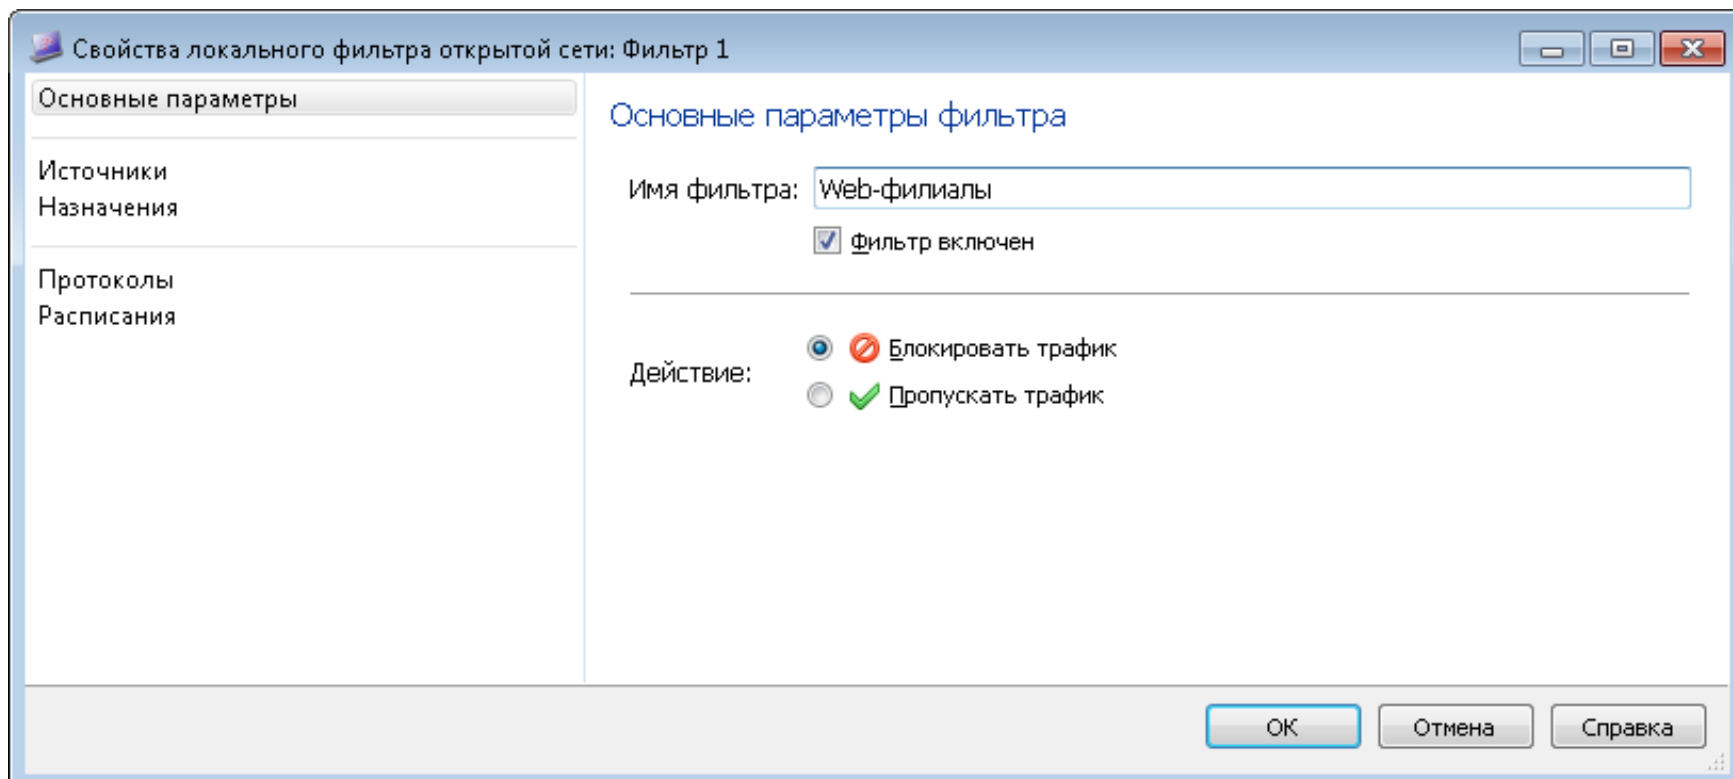 Свойства локального фильтра открытой сети: Фильтр 1
Основные параметры
Источники
Назначения
Протоколы
Расписания
Основные параметры фильтра
Имя фильтра: Web-филиалы
Фильтр включен
Действие:
Блокировать трафик
Пропускать трафик
ОК Отмена Справка